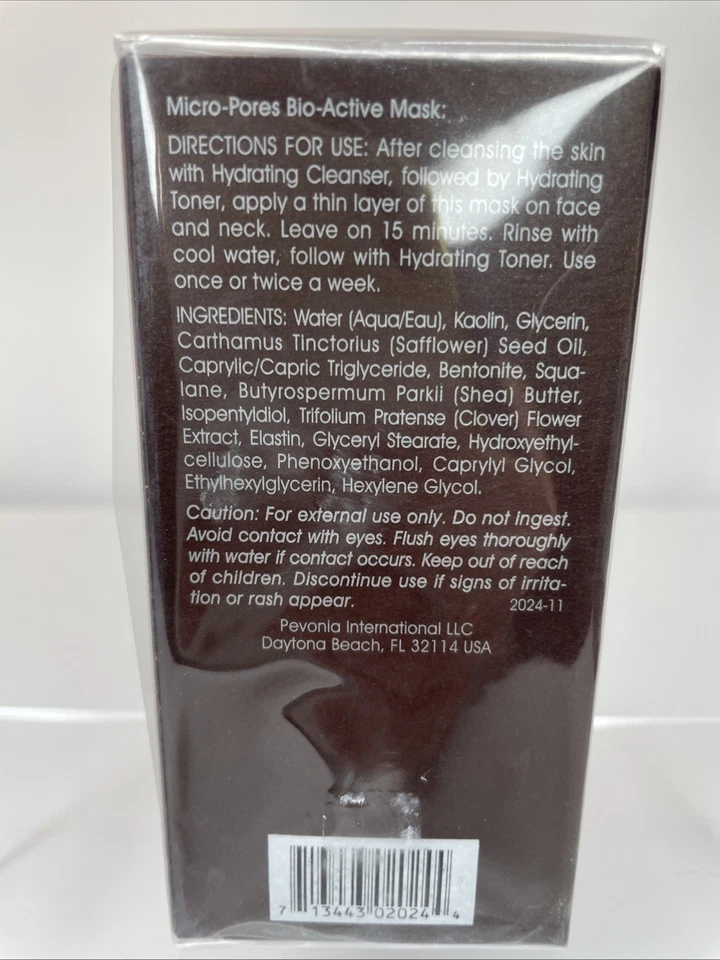 Micro-Pores Bio-Active Mask:
DIRECTIONS FOR USE: After cleansing the skin
with Hydrating Cleanser, followed by Hydrating
Toner, apply a thin layer of this mask on face
and neck. Leave on 15 minutes. Rinse with
cool water, follow with Hydrating Toner. Use
once or twice a week.
INGREDIENTS: Water (Aqua/Eau), Kaolin, Glycerin,
Carthamus Tinctorius (Safflower) Seed Oil,
Caprylic/Capric Triglyceride, Bentonite, Squa-
lane, Butyrospermum Parkii (Shea) Butter,
Isopentyldiol, Trifolium Pratense (Clover) Flower
Extract, Elastin, Glyceryl Stearate, Hydroxyethyl-
cellulose, Phenoxyethanol, Caprylyl Glycol,
Ethylhexylglycerin, Hexylene Glycol.
Caution: For external use only. Do not ingest.
Avoid contact with eyes. Flush eyes thoroughly
with water if contact occurs. Keep out of reach
of children. Discontinue use if signs of irrita-
tion or rash appear. 2024-11
Pevonia International LLC
Daytona Beach, FL 32114 USA
7 13443 02024 4